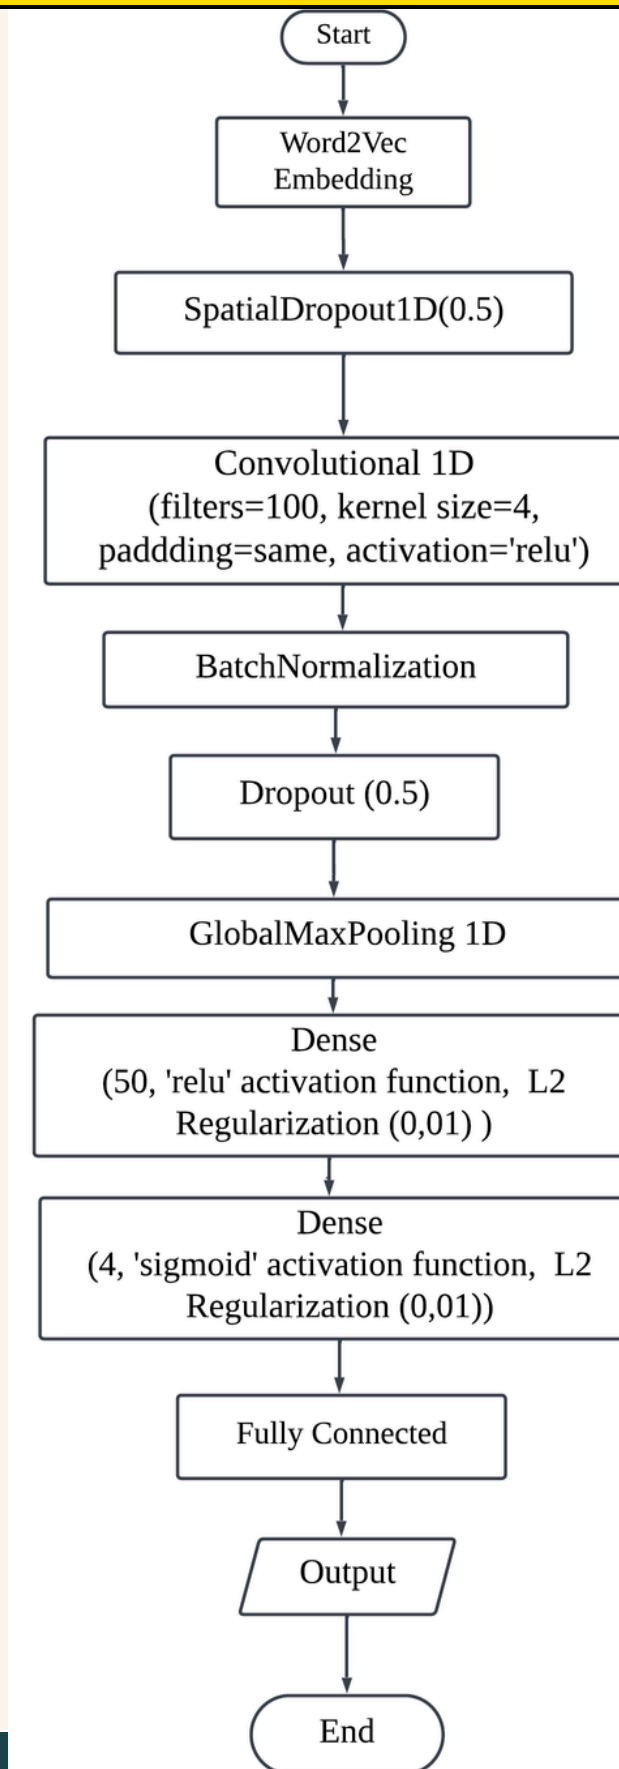 Start
Word2Vec
Embedding
SpatialDropout1D(0.5)
Convolutional 1D
(filters=100, kernel size=4,
paddding=same, activation='relu')
BatchNormalization
Dropout (0.5)
GlobalMaxPooling 1D
Dense
(50, 'relu' activation function, L2
Regularization (0,01) )
Dense
(4, 'sigmoid' activation function, L2
Regularization (0,01))
Fully Connected
Output
End